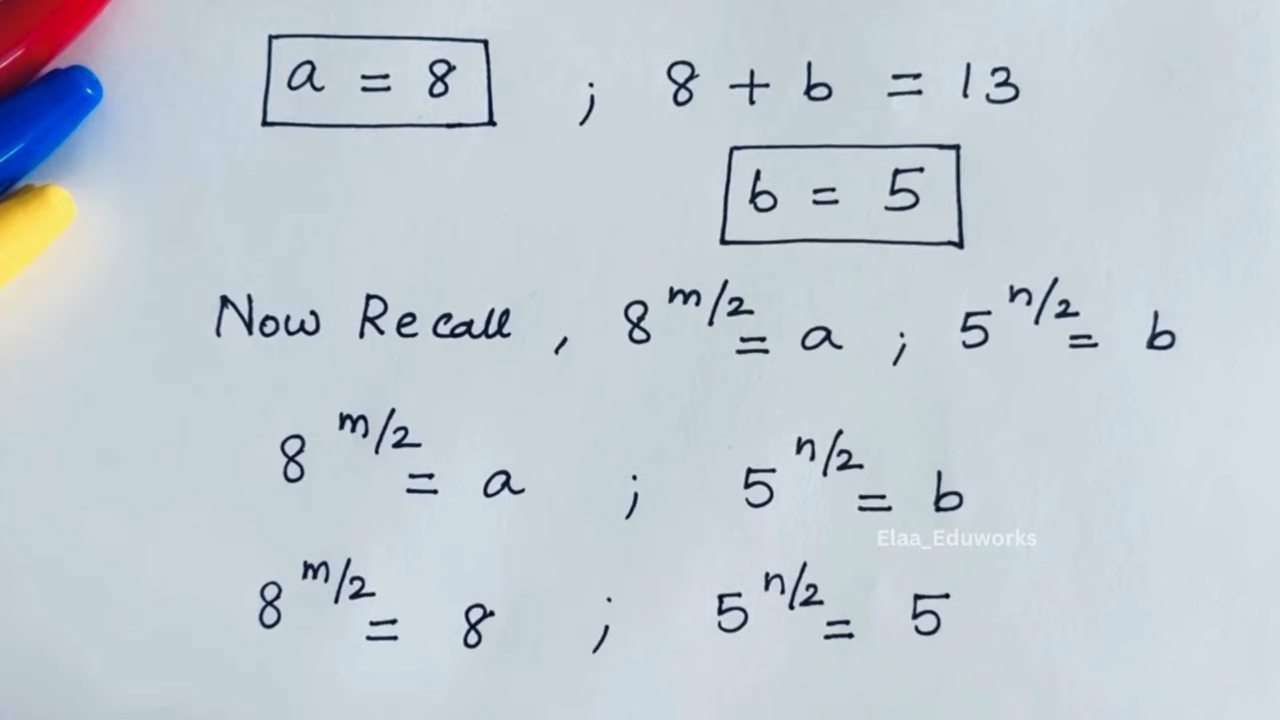 a = 8 ; 8 + b = 13
b = 5
Now Recall , 8^m/2 = a ; 5^n/2 = b
8^m/2 = a ; 5^n/2 = b
Elaa_Eduworks
8^m/2 = 8 ; 5^n/2 = 5